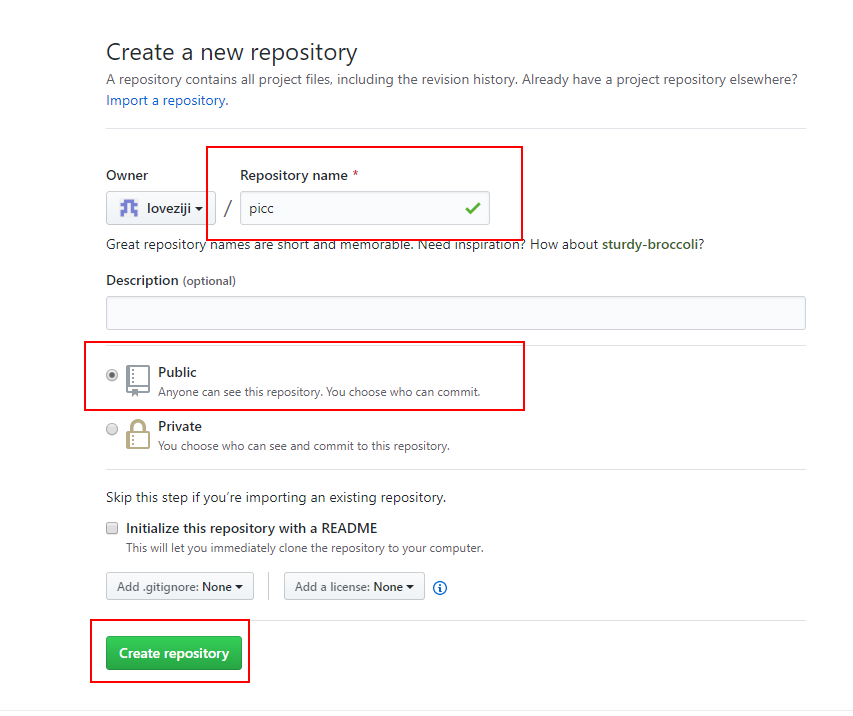 Create a new repository
A repository contains all project files, including the revision history. Already have a project repository elsewhere?
Import a repository.
Owner
Repository name *
loveziji
/
picc
Great repository names are short and memorable. Need inspiration? How about sturdy-broccoli?
Description (optional)
Public
Anyone can see this repository. You choose who can commit.
Private
You choose who can see and commit to this repository.
Skip this step if you’re importing an existing repository.
Initialize this repository with a README
This will let you immediately clone the repository to your computer.
Add .gitignore: None
Add a license: None
Create repository